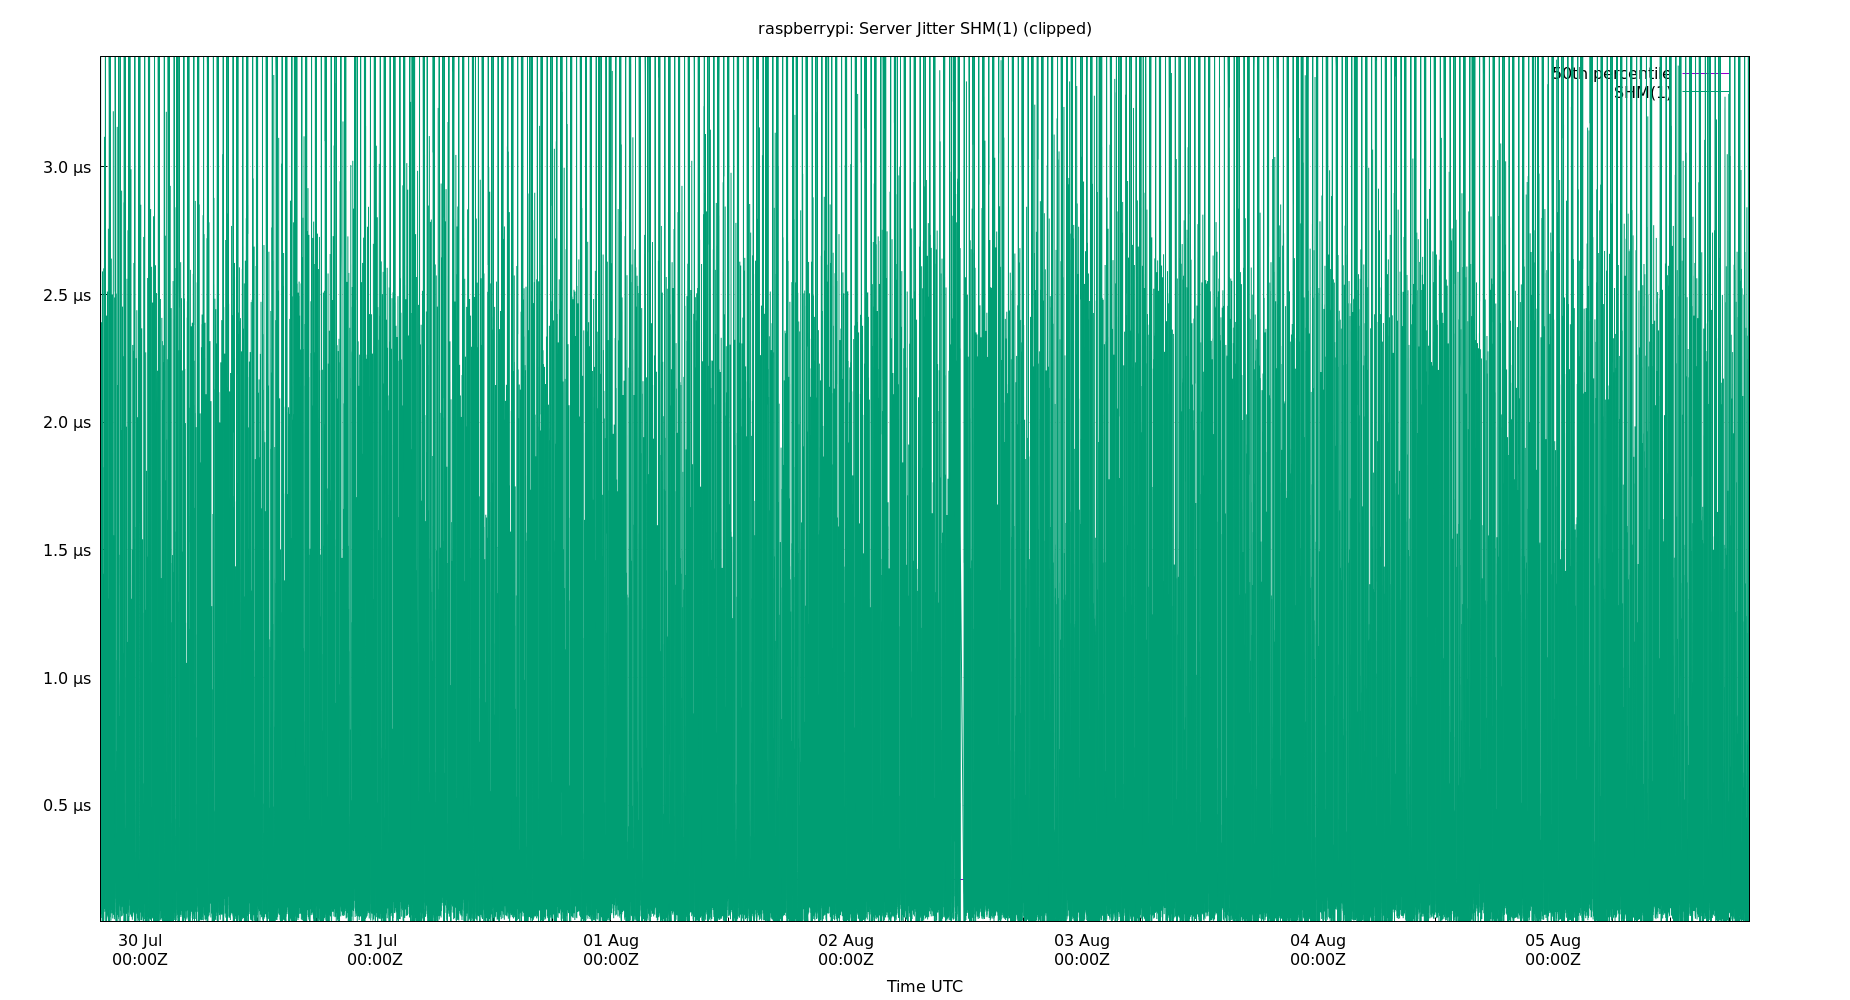 raspberrypi: Server Jitter SHM(1) (clipped)
50th percentile
SHM(1)
3.0 µs
2.5 µs
2.0 µs
1.5 µs
1.0 µs
0.5 µs
30 Jul 31 Jul 01 Aug 02 Aug 03 Aug 04 Aug 05 Aug
00:00Z 00:00Z 00:00Z 00:00Z 00:00Z 00:00Z 00:00Z
Time UTC